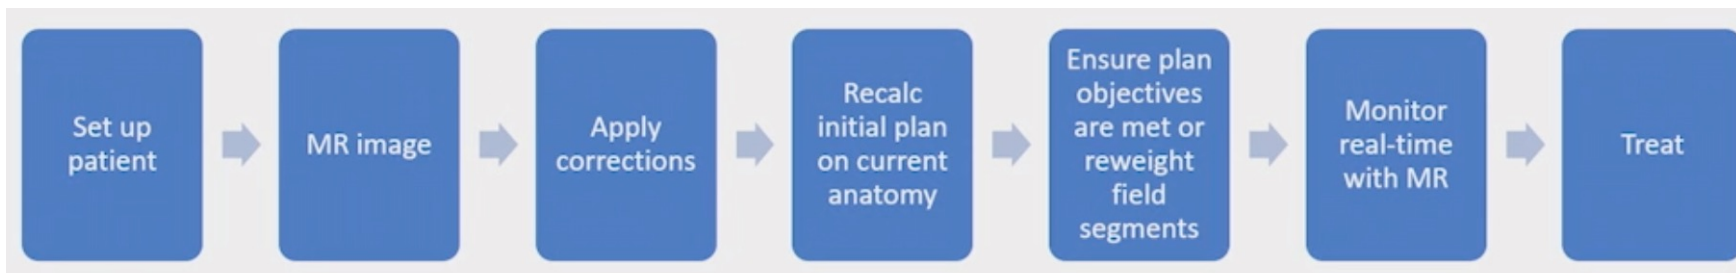 Set up
patient
MR image
Apply
corrections
Recalc
initial plan
on current
anatomy
Ensure plan
objectives
are met or
reweight
field
segments
Monitor
real-time
with MR
Treat